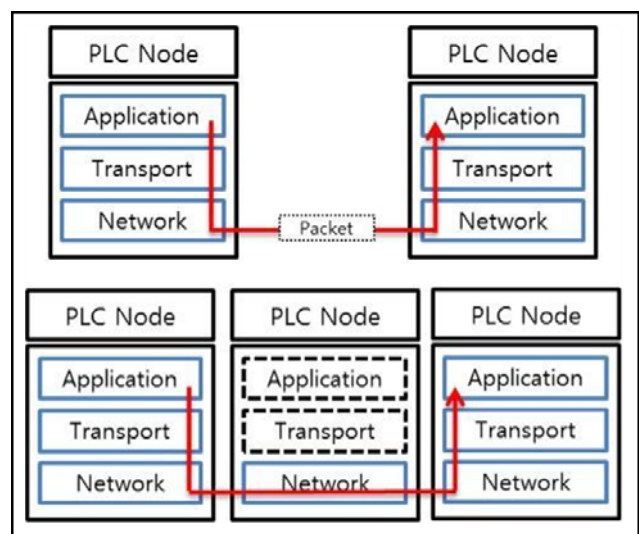 PLC Node
PLC Node
Application
Application
Transport
Transport
Network
Packet
Network
PLC Node
PLC Node
PLC Node
Application
Application
Application
Transport
Transport
Transport
Network
Network
Network